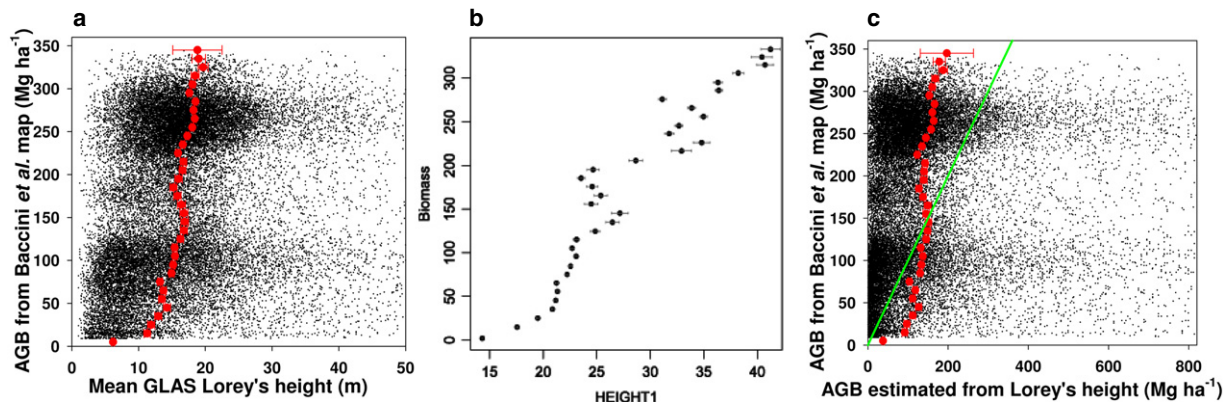 a
AGB from Baccini et al. map (Mg ha⁻¹)
350
300
250
200
150
100
50
0
0 10 20 30 40 50
Mean GLAS Lorey's height (m)
b
Biomass
300
250
200
150
100
50
0
15 20 25 30 35 40
HEIGHT1
c
AGB from Baccini et al. map (Mg ha⁻¹)
350
300
250
200
150
100
50
0
0 200 400 600 800
AGB estimated from Lorey's height (Mg ha⁻¹)